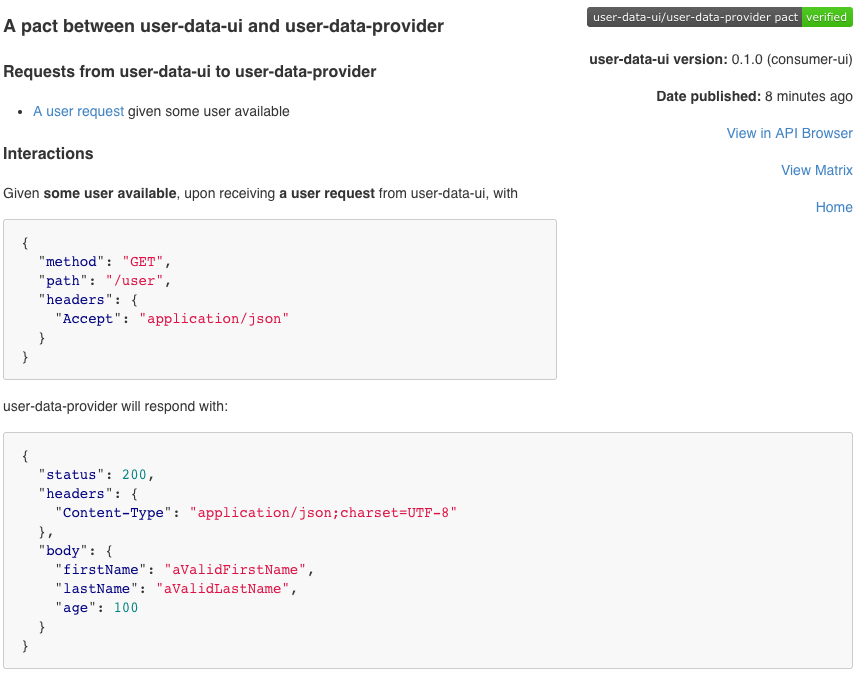 A pact between user-data-ui and user-data-provider
user-data-ui/user-data-provider pact verified
user-data-ui version: 0.1.0 (consumer-ui)
Date published: 8 minutes ago
View in API Browser
View Matrix
Home
Requests from user-data-ui to user-data-provider
• A user request given some user available
Interactions
Given some user available, upon receiving a user request from user-data-ui, with
{
  "method": "GET",
  "path": "/user",
  "headers": {
    "Accept": "application/json"
  }
}
user-data-provider will respond with:
{
  "status": 200,
  "headers": {
    "Content-Type": "application/json;charset=UTF-8"
  },
  "body": {
    "firstName": "aValidFirstName",
    "lastName": "aValidLastName",
    "age": 100
  }
}